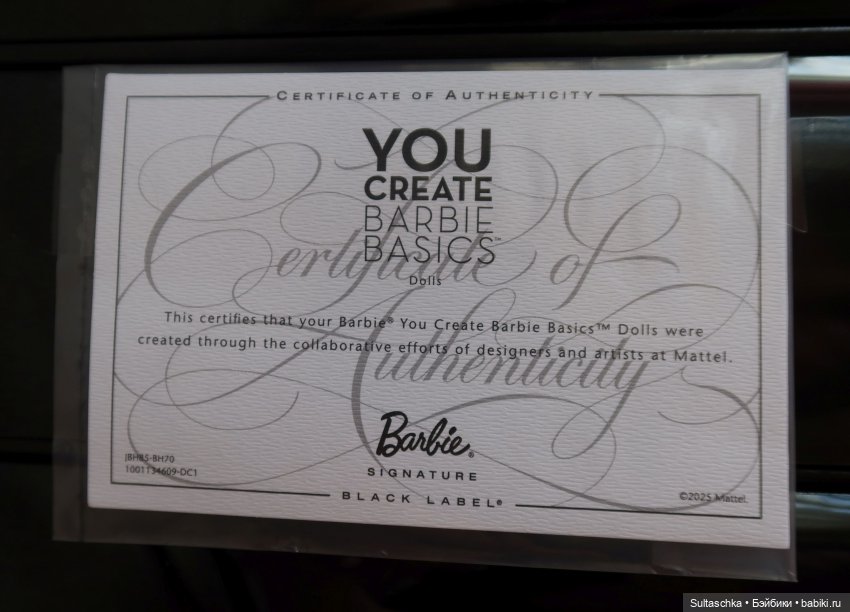 CERTIFICATE OF AUTHENTICITY
YOU
CREATE
BARBIE
BASICS™
Dolls
Certificate of
Authenticity
This certifies that your Barbie® You Create Barbie Basics™ Dolls were
created through the collaborative efforts of designers and artists at Mattel.
Barbie®
SIGNATURE
BLACK LABEL®
JBH85-BH70
1001134609-DC1
©2025 Mattel.
Sultaschka • Бэйбики • babiki.ru